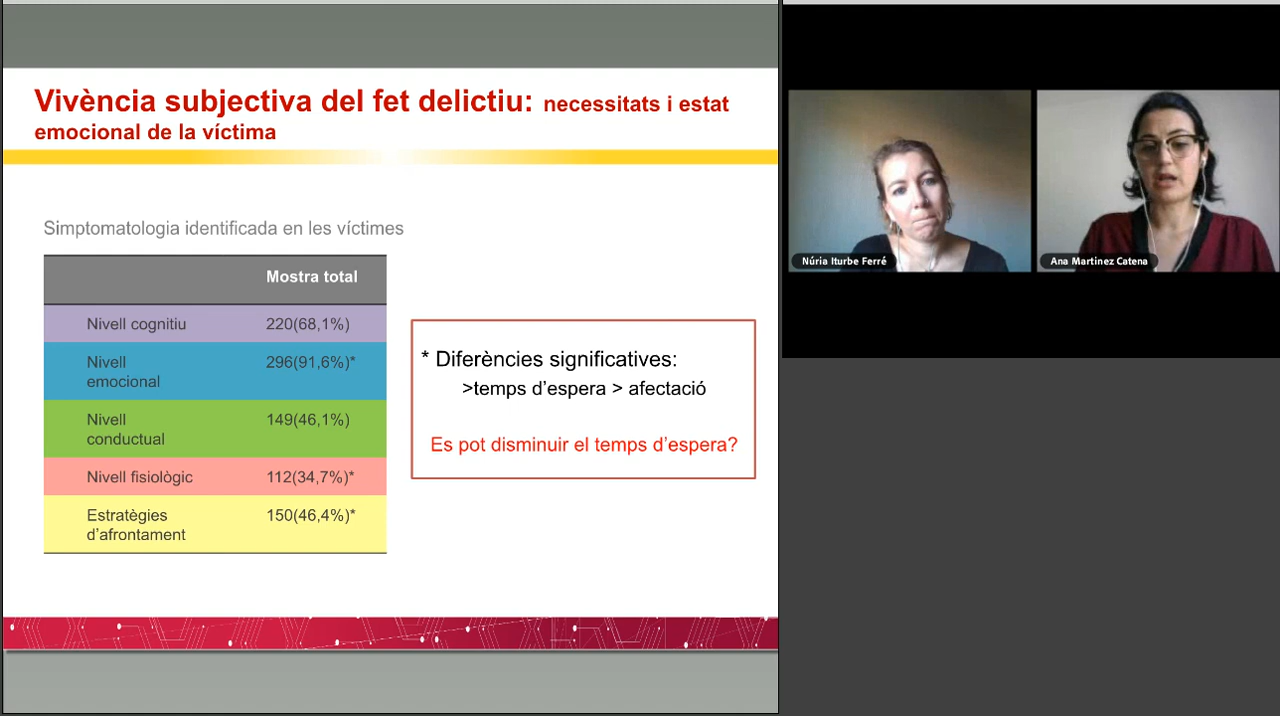 Vivència subjectiva del fet delictiu: necessitats i estat
emocional de la víctima
Simptomatologia identificada en les víctimes
Mostra total
Nivell cognitiu 220(68,1%)
Nivell 296(91,6%)*
emocional
Nivell 149(46,1%)
conductual
Nivell fisiològic 112(34,7%)*
Estratègies 150(46,4%)*
d'afrontament
* Diferències significatives:
>temps d'espera > afectació
Es pot disminuir el temps d'espera?
Núria Iturbe Ferré
Ana Martinez Catena